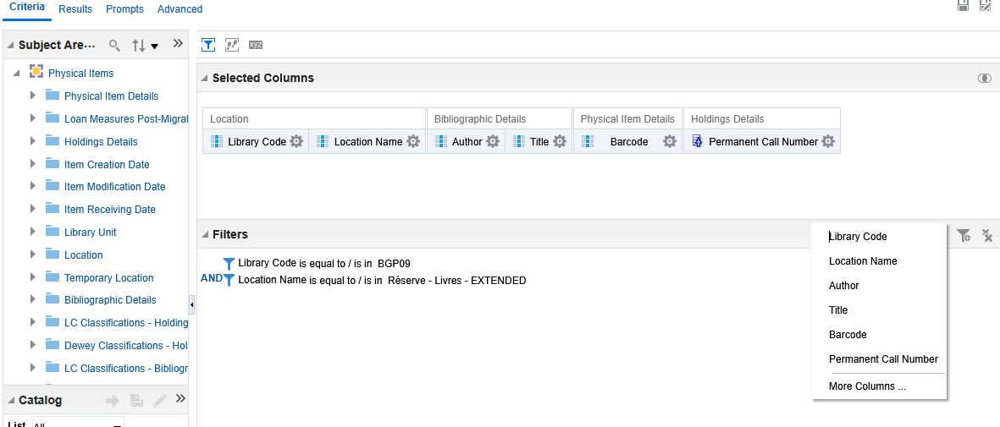 Criteria Results Prompts Advanced
Subject Are...
Physical Items
Physical Item Details
Loan Measures Post-Migrat
Holdings Details
Item Creation Date
Item Modification Date
Item Receiving Date
Library Unit
Location
Temporary Location
Bibliographic Details
LC Classifications - Holding
Dewey Classifications - Hol
LC Classifications - Bibliogr
Catalog
List All
xyz
Selected Columns
Location Bibliographic Details Physical Item Details Holdings Details
Library Code Location Name Author Title Barcode Permanent Call Number
Filters
Library Code is equal to / is in BGP09
AND Location Name is equal to / is in Réserve - Livres - EXTENDED
Library Code
Location Name
Author
Title
Barcode
Permanent Call Number
More Columns ...